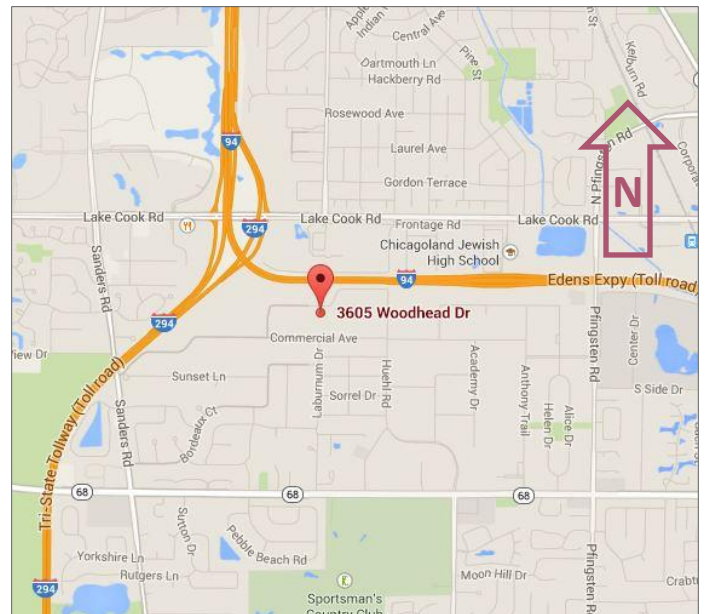 Central Ave
Pine St
Dartmouth Ln
Hackberry Rd
Kelburn Rd
Rosewood Ave
94
Laurel Ave
N Pfingsten Rd
Gordon Terrace
N
Lake Cook Rd
Lake Cook Rd
Frontage Rd
Lake Cook Rd
294
Chicagoland Jewish
High School
Sanders Rd
94
Edens Expy (Toll road)
3605 Woodhead Dr
294
Commercial Ave
View Dr
Pfingsten Rd
Center Dr
Sunset Ln
Laburnum Dr
Huehl Rd
Academy Dr
Anthony Trail
Helen Dr
Alice Dr
S Side Dr
Sorrel Dr
Tri-State Tollway (Toll road)
Sanders Rd
Bordeaux Ct
68
68
68
Sutton Dr
Pebble Beach Rd
Yorkshire Ln
Rutgers Ln
Moon Hill Dr
Pfingsten Rd
294
Sportsman's
Country Club